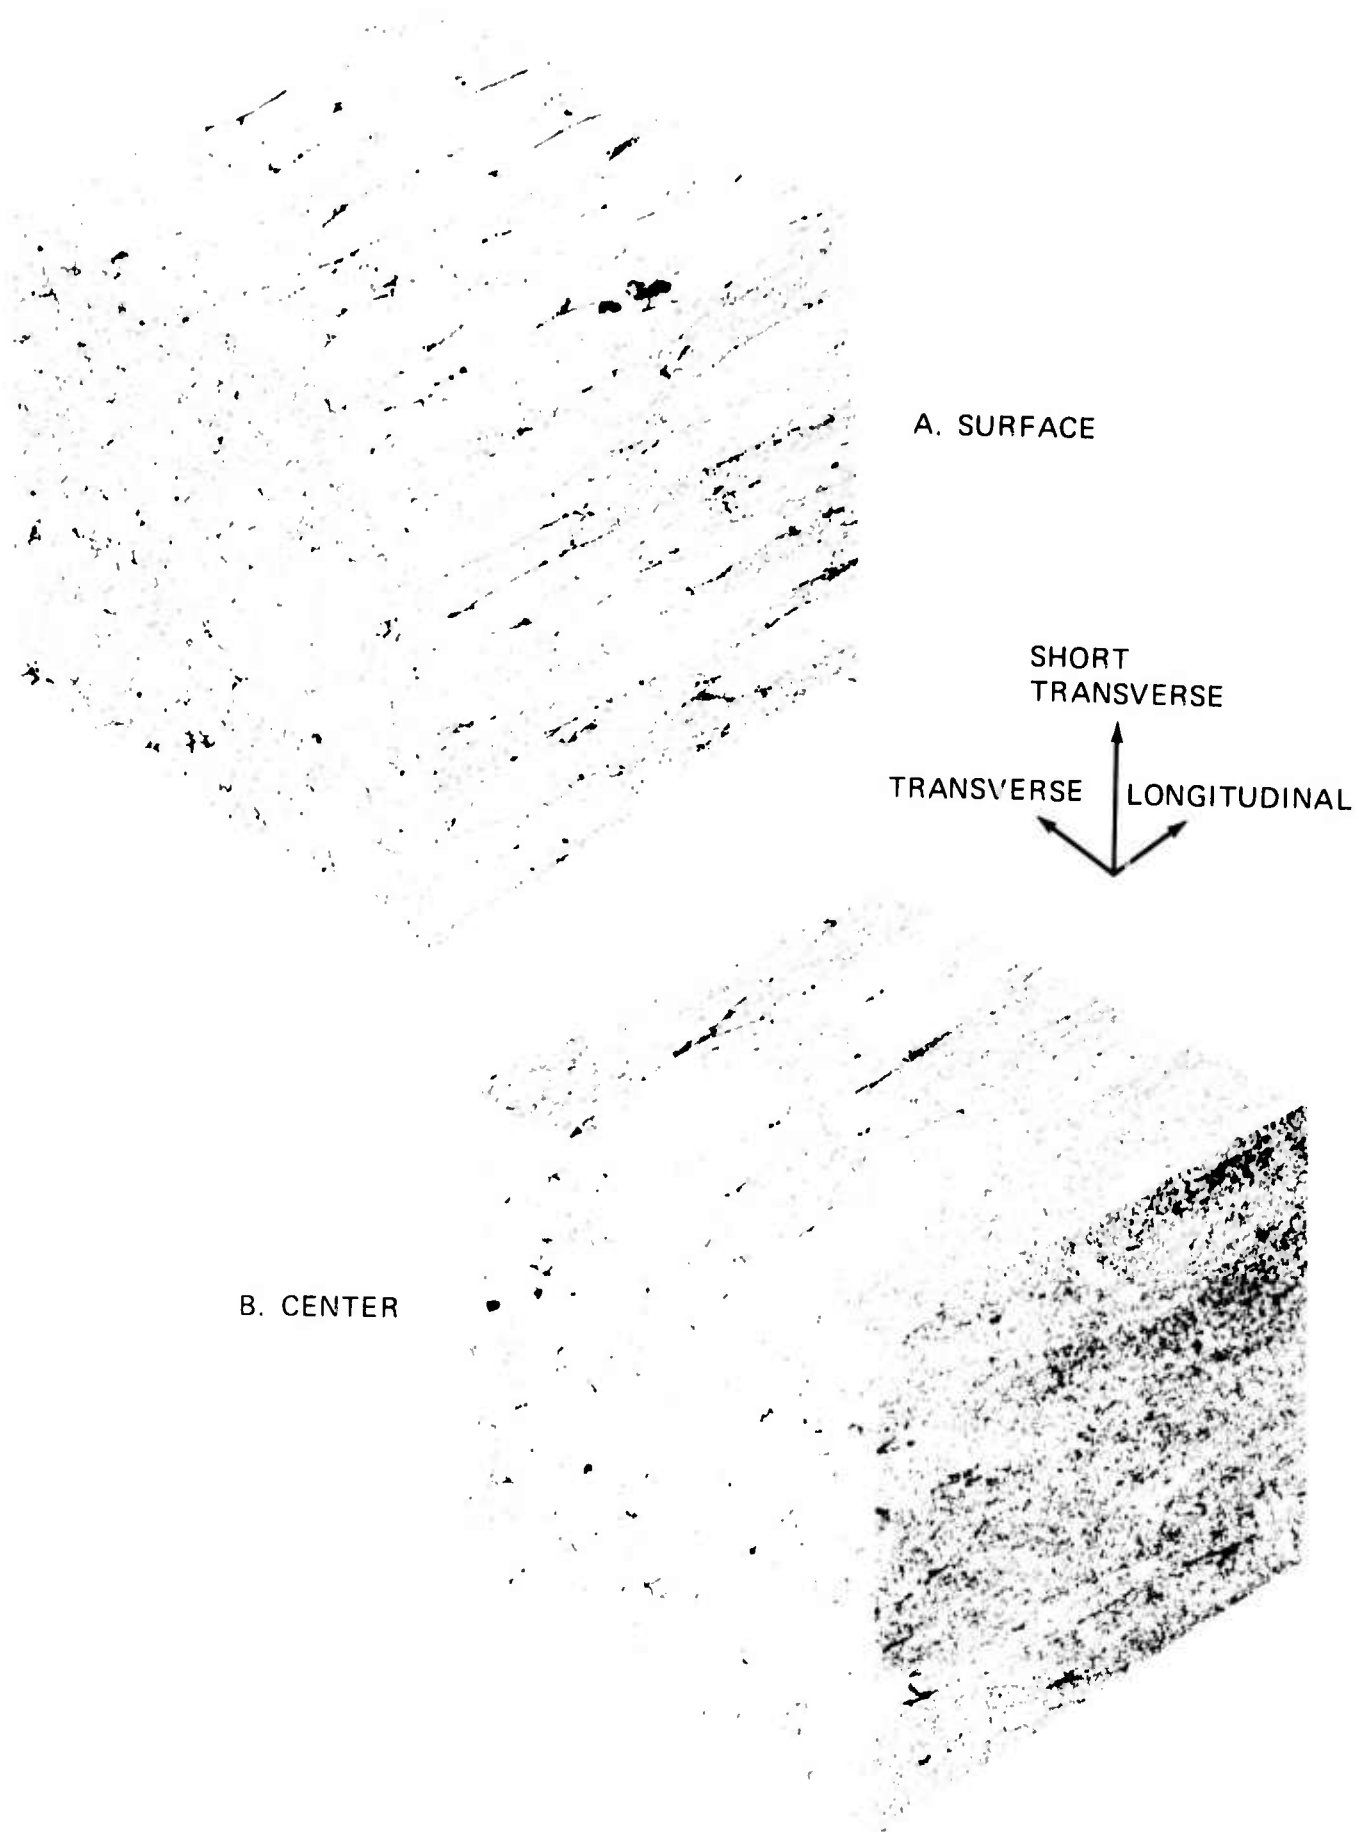 A. SURFACE
SHORT
TRANSVERSE
TRANSVERSE
LONGITUDINAL
B. CENTER